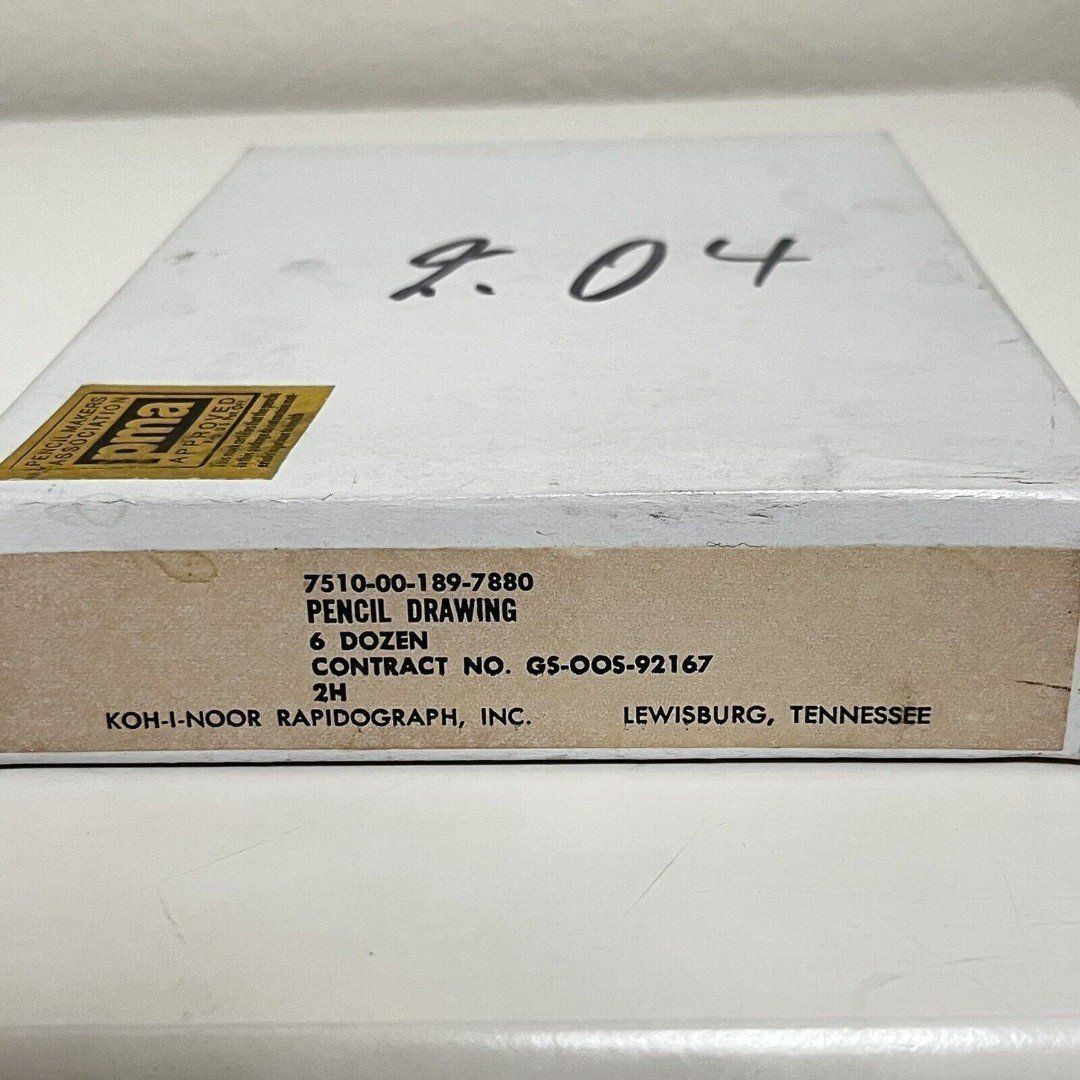 2.04
PENCIL MAKERS
ASSOCIATION
pma
APPROVED
7510-00-189-7880
PENCIL DRAWING
6 DOZEN
CONTRACT NO. GS-OOS-92167
2H
KOH-I-NOOR RAPIDOGRAPH, INC. LEWISBURG, TENNESSEE